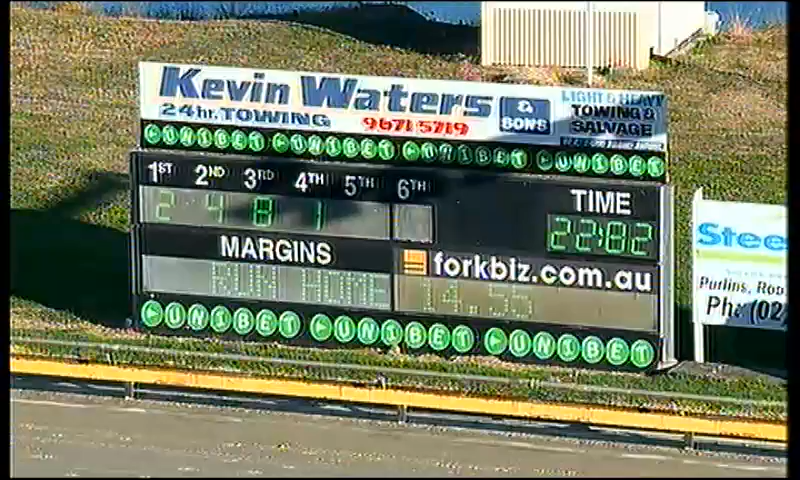 Kevin Waters & SONS
LIGHT & HEAVY
TOWING &
SALVAGE
24hr. TOWING 9671 5719
UNIBET UNIBET UNIBET UNIBET
1ST 2ND 3RD 4TH 5TH 6TH TIME
2 4 8 1 22:82
MARGINS forkbiz.com.au
RUN HOME 14.55
UNIBET UNIBET UNIBET
Stee
Purlins, Roo
Ph: (02